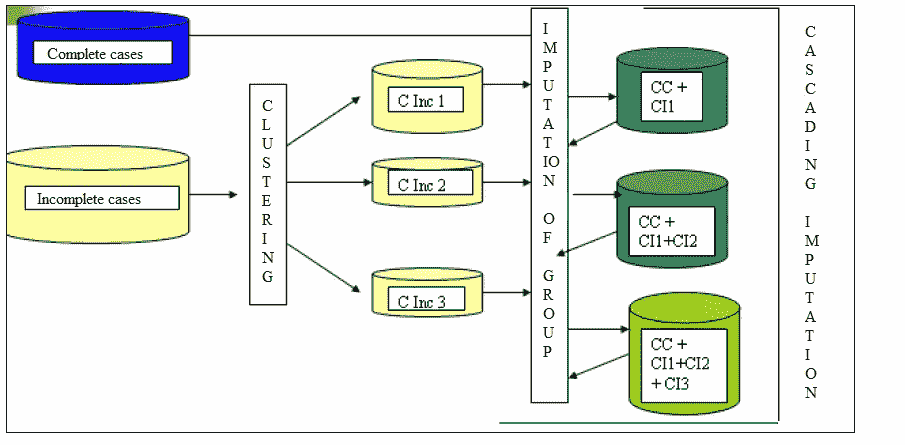 Complete cases
Incomplete cases
CLUSTERING
C Inc 1
C Inc 2
C Inc 3
IMPUTATION OF GROUP
CC +
CI1
CC +
CI1+CI2
CC +
CI1+CI2
+ CI3
CASCADING IMPUTATION